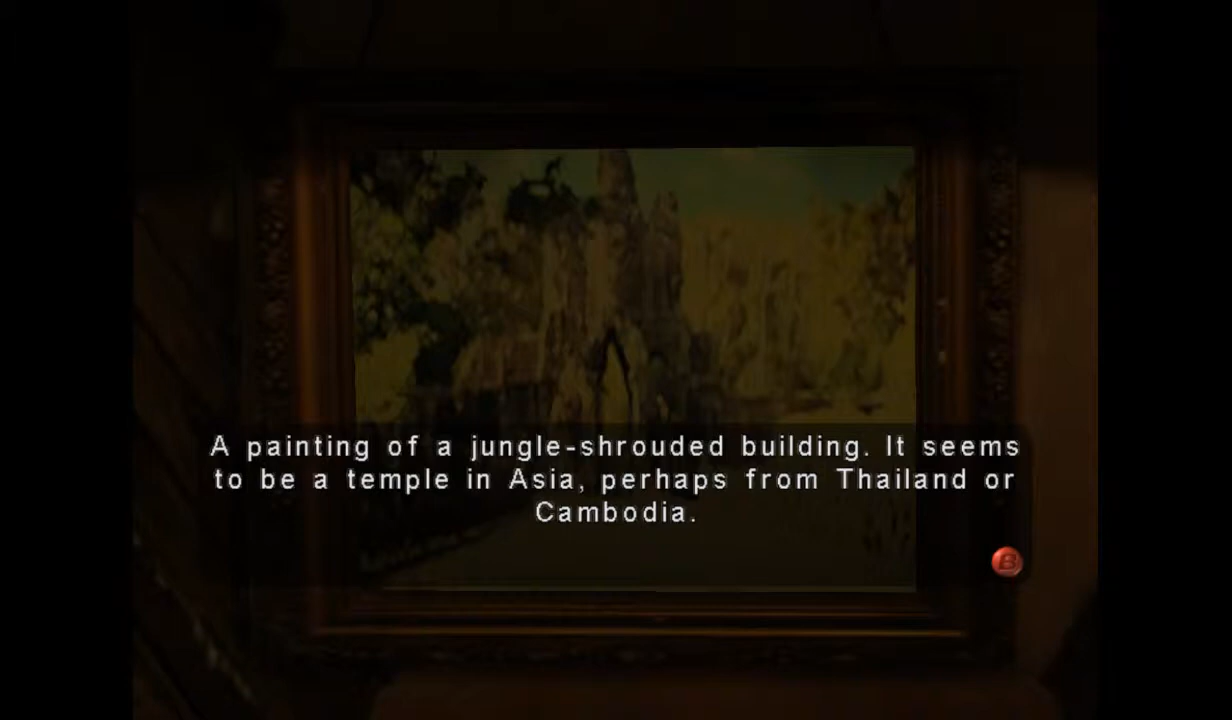 A painting of a jungle-shrouded building. It seems
to be a temple in Asia, perhaps from Thailand or
Cambodia.
B